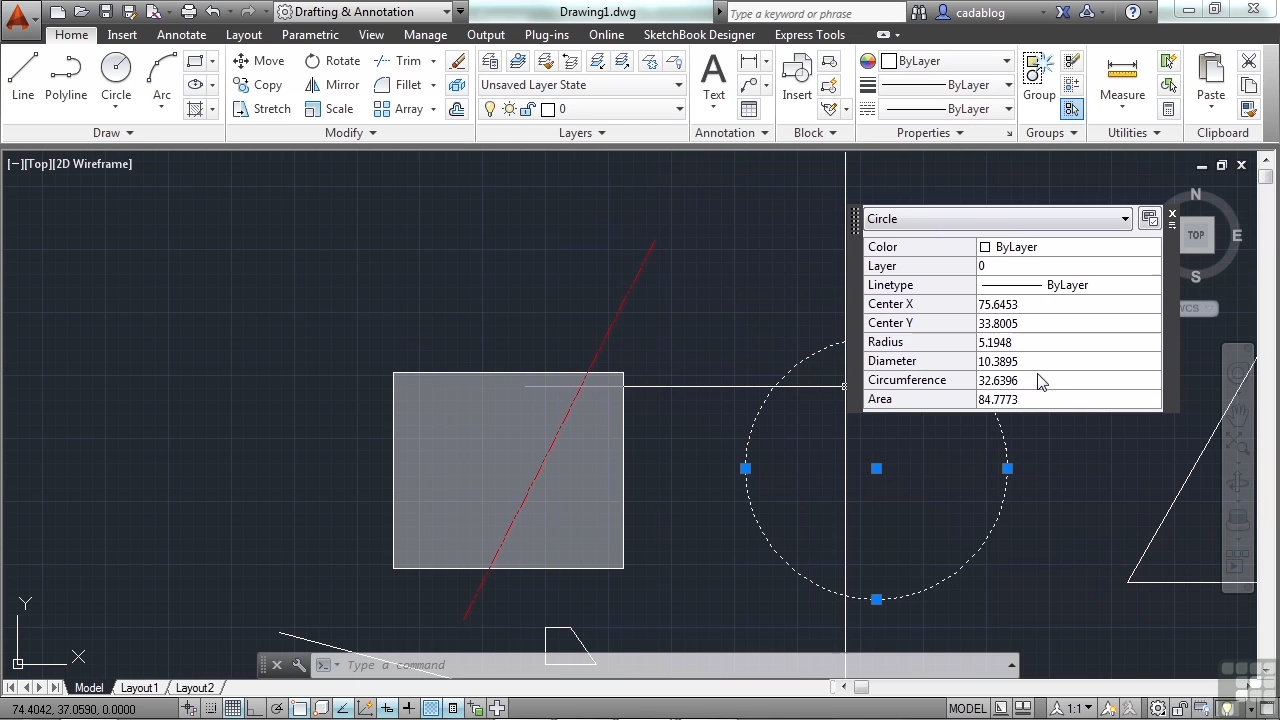 Drafting & Annotation
Drawing1.dwg
Type a keyword or phrase
cadablog
Home Insert Annotate Layout Parametric View Manage Output Plug-ins Online SketchBook Designer Express Tools
Line Polyline Circle Arc
Move Rotate Trim
Copy Mirror Fillet
Stretch Scale Array
Unsaved Layer State
0
Text
Insert
ByLayer
ByLayer
ByLayer
Group
Measure
Paste
Draw Modify Layers Annotation Block Properties Groups Utilities Clipboard
[−][Top][2D Wireframe]
N
TOP
E
S
WCS
Circle
Color ByLayer
Layer 0
Linetype ByLayer
Center X 75.6453
Center Y 33.8005
Radius 5.1948
Diameter 10.3895
Circumference 32.6396
Area 84.7773
Y
X
Type a command
Model Layout1 Layout2
74.4042, 37.0590, 0.0000
MODEL
1:1